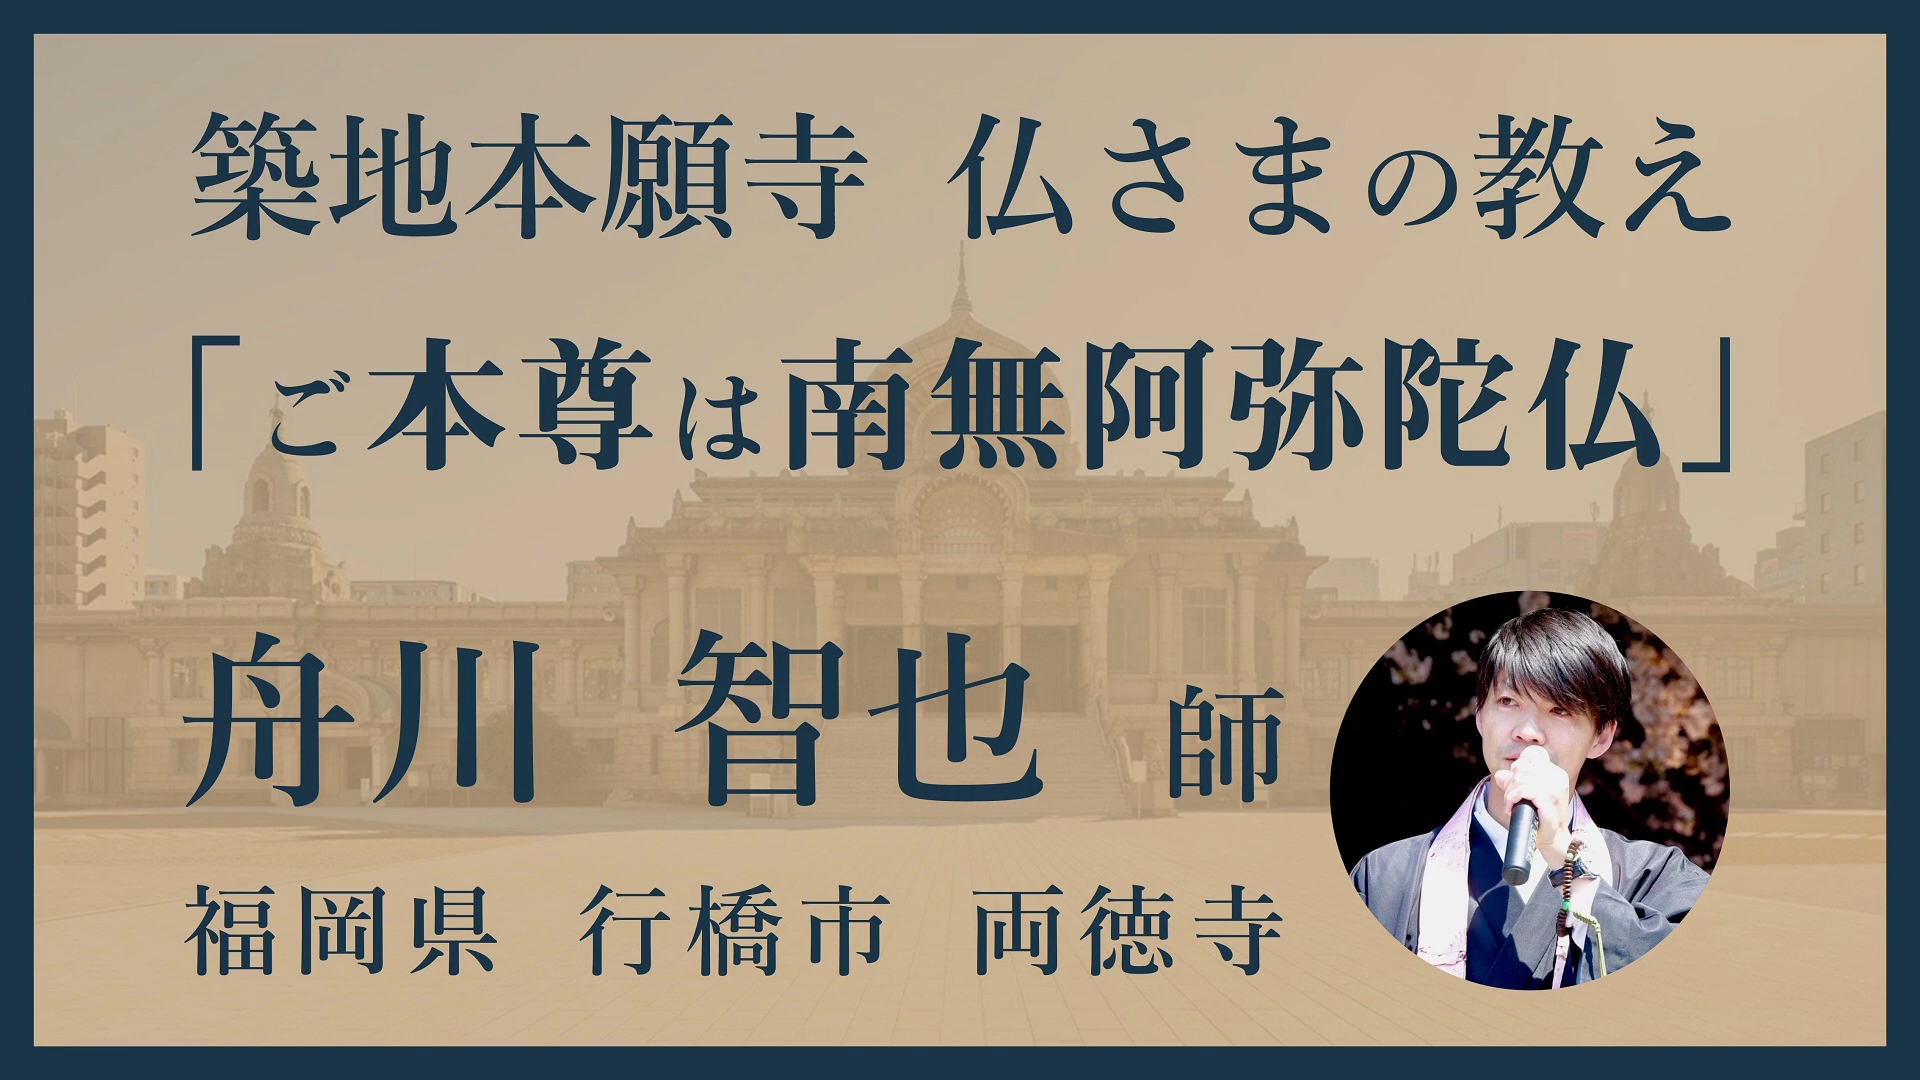 築地本願寺 仏さまの教え
「ご本尊は南無阿弥陀仏」
舟川 智也 師
福岡県 行橋市 両徳寺